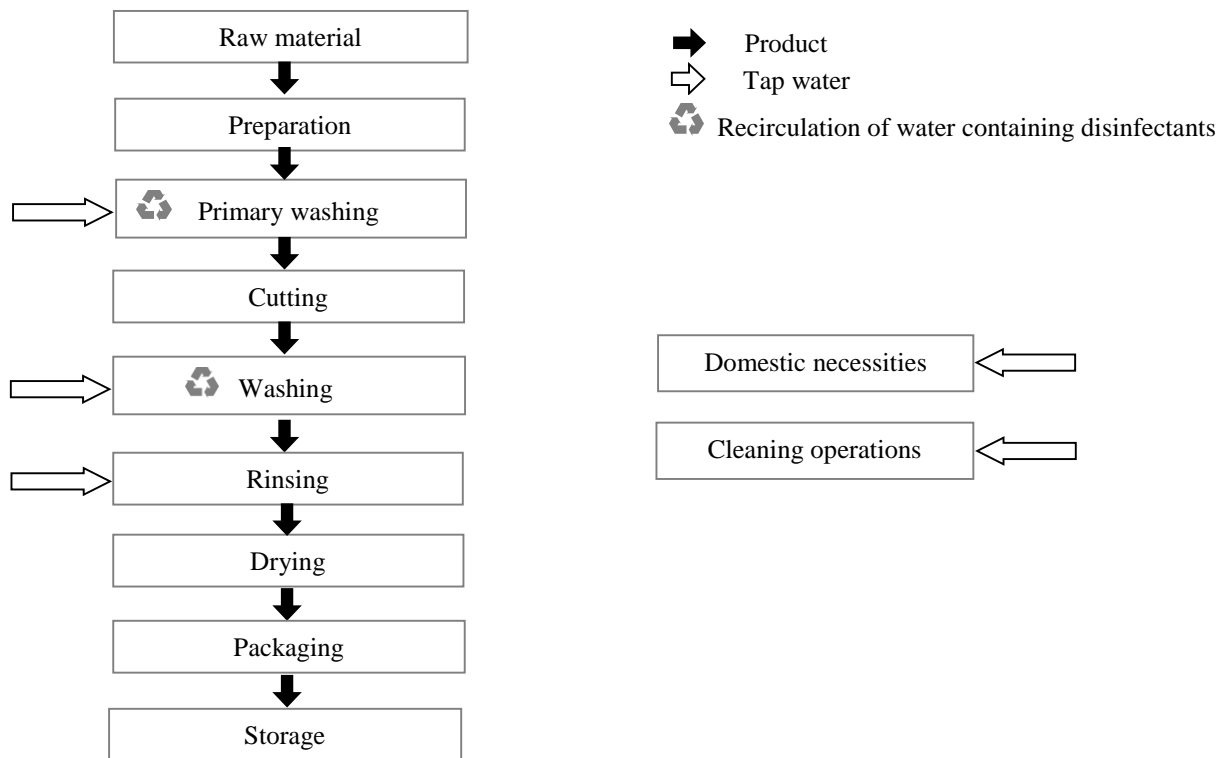 Raw material
Preparation
Primary washing
Cutting
Washing
Rinsing
Drying
Packaging
Storage
Product
Tap water
Recirculation of water containing disinfectants
Domestic necessities
Cleaning operations